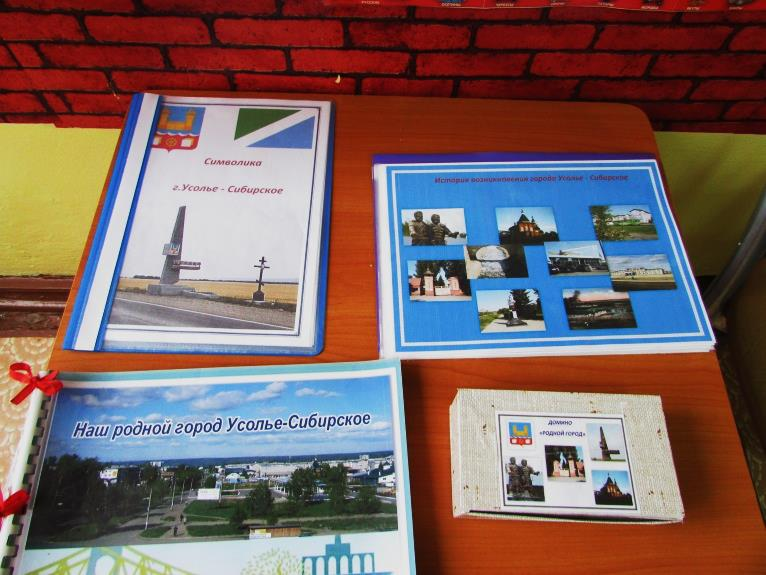 Символика
г.Усолье - Сибирское
История возникновения города Усолье - Сибирское
Наш родной город Усолье-Сибирское
ДОМИНО
«РОДНОЙ ГОРОД»